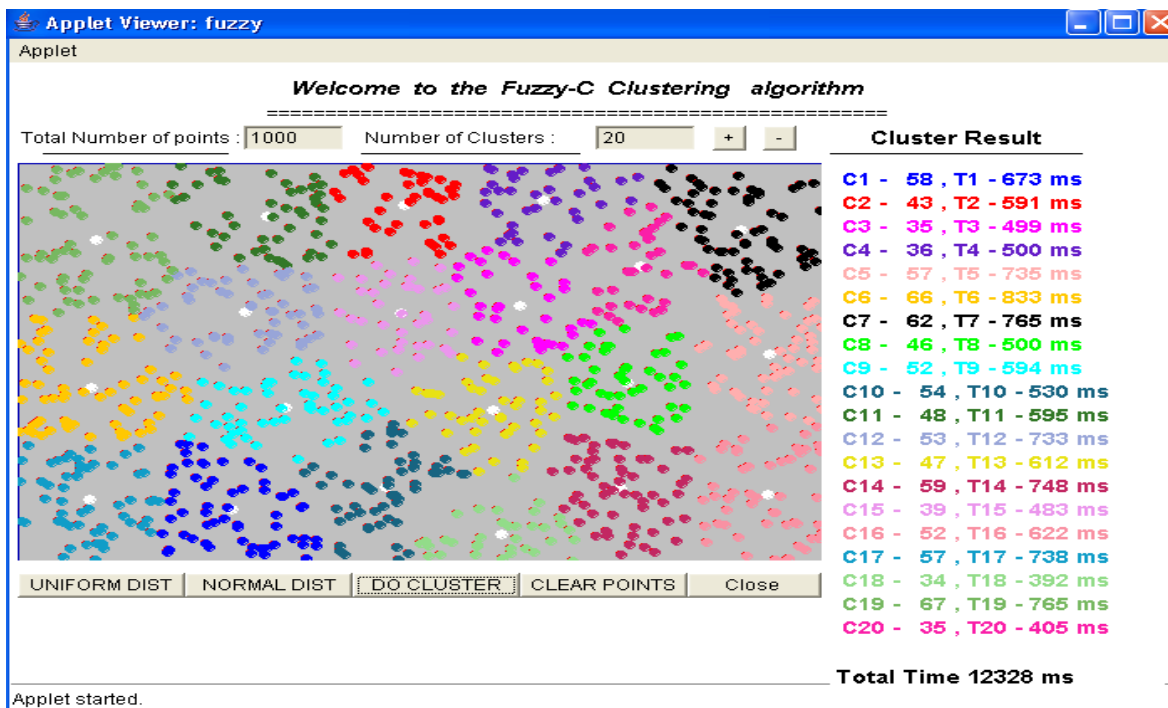 Applet Viewer: fuzzy
Applet
Welcome to the Fuzzy-C Clustering algorithm
==============================================================
Total Number of points : 1000 Number of Clusters : 20 + -
Cluster Result
C1 - 58 , T1 - 673 ms
C2 - 43 , T2 - 591 ms
C3 - 35 , T3 - 499 ms
C4 - 36 , T4 - 500 ms
C5 - 57 , T5 - 735 ms
C6 - 66 , T6 - 833 ms
C7 - 62 , T7 - 765 ms
C8 - 46 , T8 - 500 ms
C9 - 52 , T9 - 594 ms
C10 - 54 , T10 - 530 ms
C11 - 48 , T11 - 595 ms
C12 - 53 , T12 - 733 ms
C13 - 47 , T13 - 612 ms
C14 - 59 , T14 - 748 ms
C15 - 39 , T15 - 483 ms
C16 - 52 , T16 - 622 ms
C17 - 57 , T17 - 738 ms
C18 - 34 , T18 - 392 ms
C19 - 67 , T19 - 765 ms
C20 - 35 , T20 - 405 ms
UNIFORM DIST NORMAL DIST DO CLUSTER CLEAR POINTS Close
Total Time 12328 ms
Applet started.